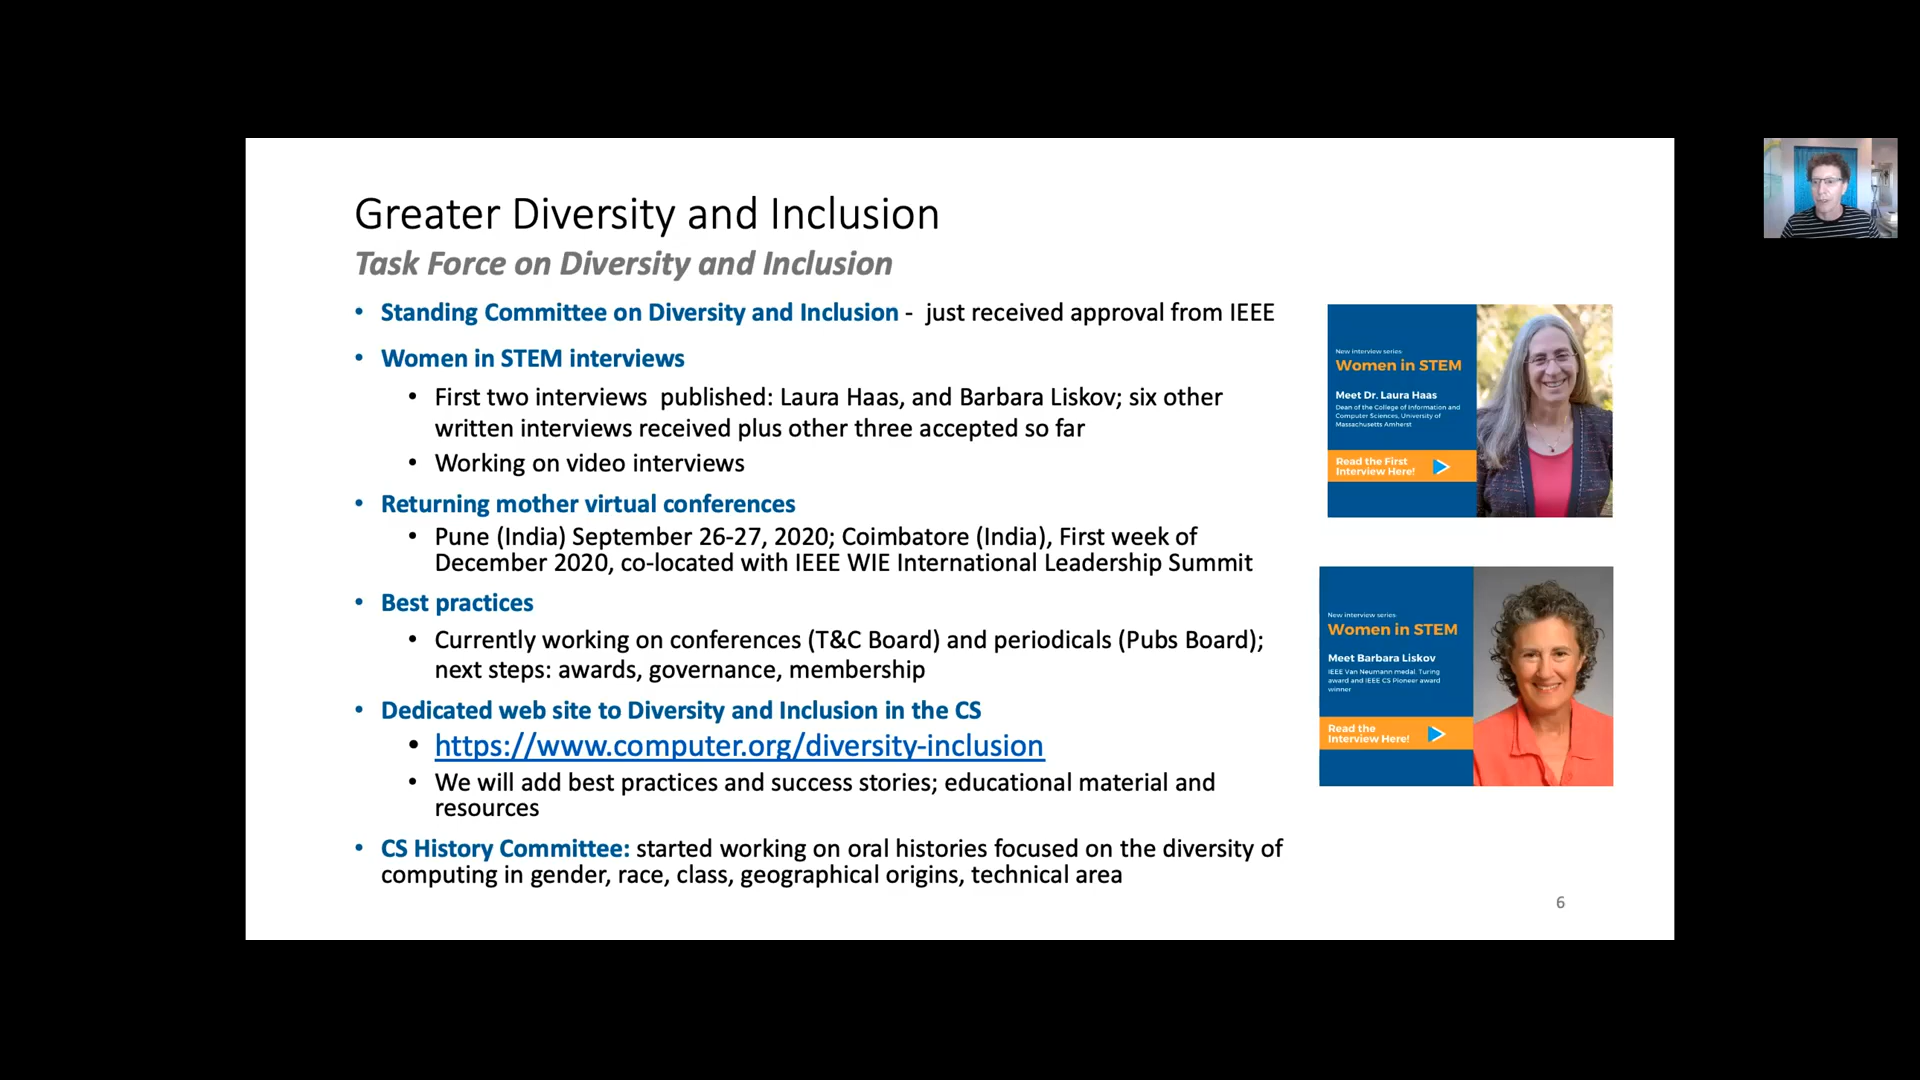 Greater Diversity and Inclusion
Task Force on Diversity and Inclusion
• Standing Committee on Diversity and Inclusion - just received approval from IEEE
• Women in STEM interviews
• First two interviews published: Laura Haas, and Barbara Liskov; six other
written interviews received plus other three accepted so far
• Working on video interviews
• Returning mother virtual conferences
• Pune (India) September 26-27, 2020; Coimbatore (India), First week of
December 2020, co-located with IEEE WIE International Leadership Summit
• Best practices
• Currently working on conferences (T&C Board) and periodicals (Pubs Board);
next steps: awards, governance, membership
• Dedicated web site to Diversity and Inclusion in the CS
• https://www.computer.org/diversity-inclusion
• We will add best practices and success stories; educational material and
resources
• CS History Committee: started working on oral histories focused on the diversity of
computing in gender, race, class, geographical origins, technical area
New interview series:
Women in STEM
Meet Dr. Laura Haas
Dean of the College of Information and
Computer Sciences, University of
Massachusetts Amherst
Read the First
Interview Here!
New interview series:
Women in STEM
Meet Barbara Liskov
IEEE Van Neumann medal, Turing
award and IEEE CS Pioneer award
winner
Read the
Interview Here!
6